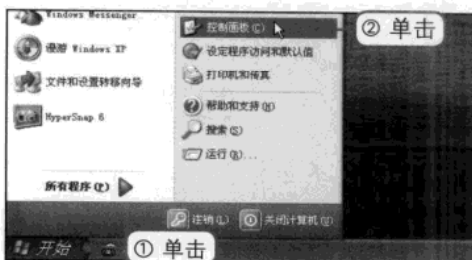 Windows Messenger
漫游 Windows XP
文件和设置转移向导
HyperSnap 6
所有程序(P)
控制面板(C)
设定程序访问和默认值
打印机和传真
帮助和支持(H)
搜索(S)
运行(R)...
注销(L)
关闭计算机(U)
开始
① 单击
② 单击